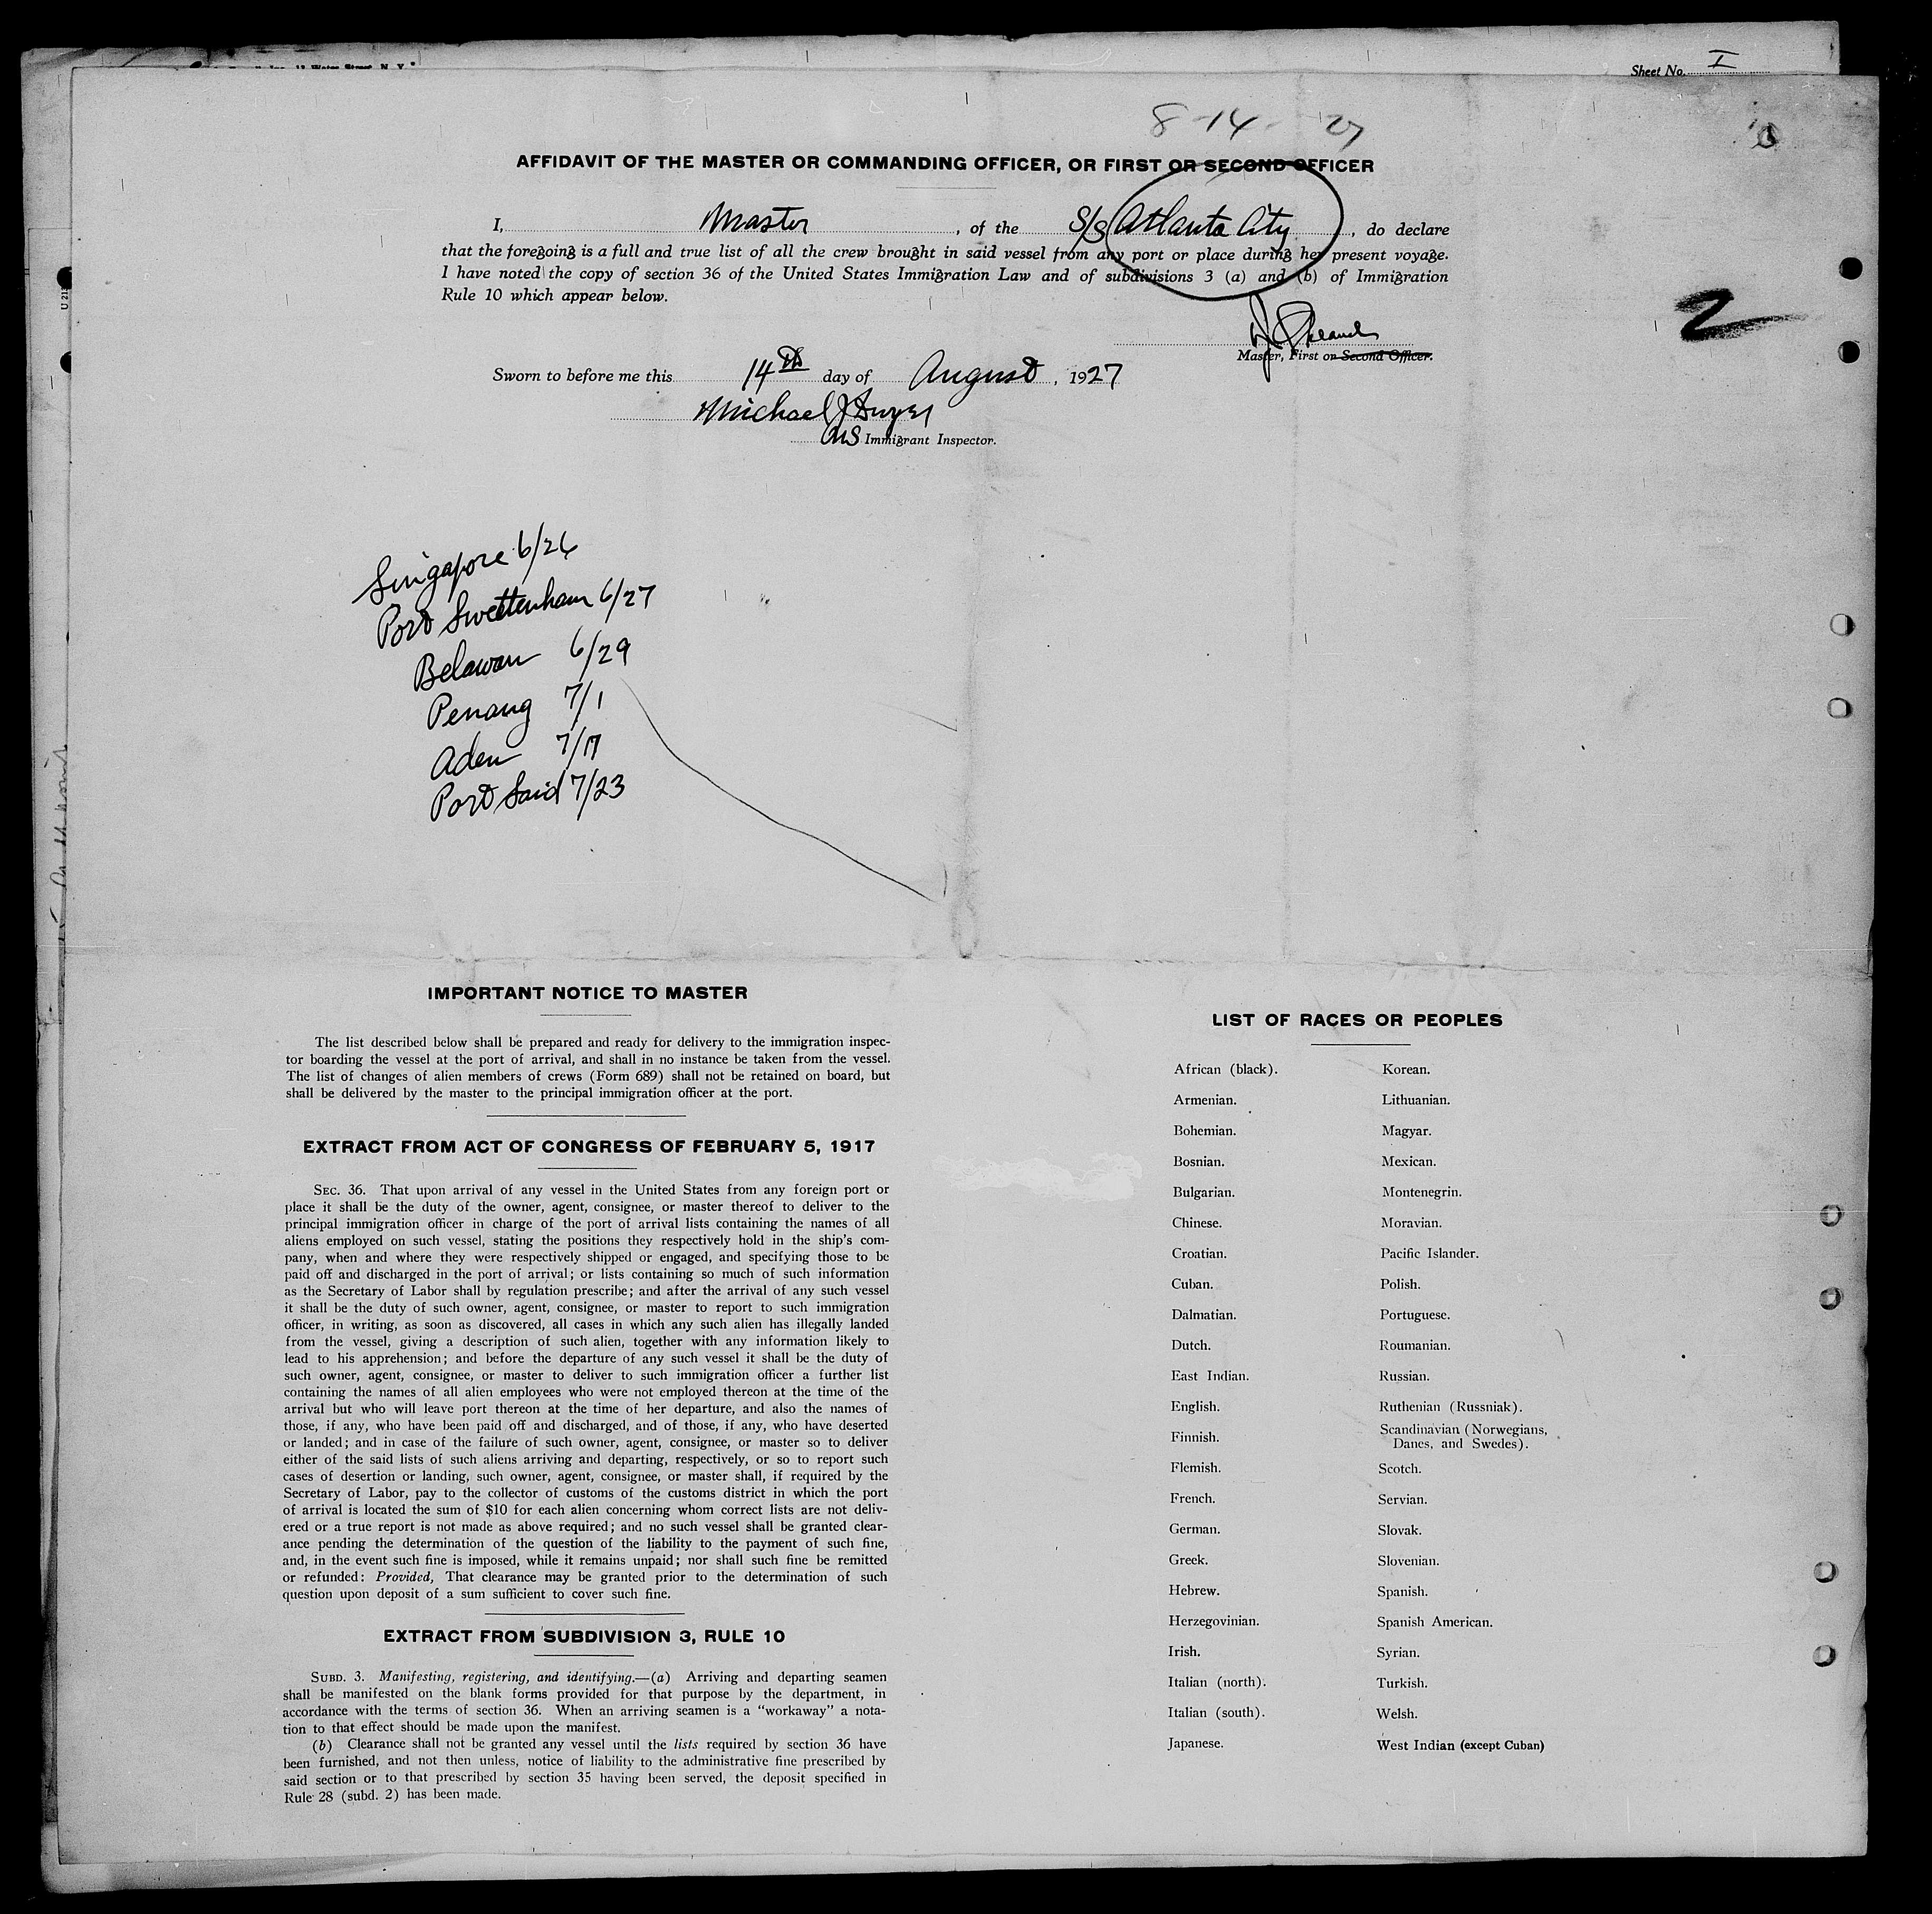 Sheet No. I
8-14-27
AFFIDAVIT OF THE MASTER OR COMMANDING OFFICER, OR FIRST OR SECOND OFFICER
I, Master, of the S/S Atlanta City, do declare
that the foregoing is a full and true list of all the crew brought in said vessel from any port or place during her present voyage.
I have noted the copy of section 36 of the United States Immigration Law and of subdivisions 3 (a) and (b) of Immigration
Rule 10 which appear below.
2
Master, First or Second Officer.
Sworn to before me this 14th day of August, 1927
Michael J
Immigrant Inspector.
Singapore 6/26
Port Swettenham 6/27
Belawan 6/29
Penang 7/1
Aden 7/17
Port Said 7/23
IMPORTANT NOTICE TO MASTER
The list described below shall be prepared and ready for delivery to the immigration inspec-
tor boarding the vessel at the port of arrival, and shall in no instance be taken from the vessel.
The list of changes of alien members of crews (Form 689) shall not be retained on board, but
shall be delivered by the master to the principal immigration officer at the port.
EXTRACT FROM ACT OF CONGRESS OF FEBRUARY 5, 1917
SEC. 36. That upon arrival of any vessel in the United States from any foreign port or
place it shall be the duty of the owner, agent, consignee, or master thereof to deliver to the
principal immigration officer in charge of the port of arrival lists containing the names of all
aliens employed on such vessel, stating the positions they respectively hold in the ship's com-
pany, when and where they were respectively shipped or engaged, and specifying those to be
paid off and discharged in the port of arrival; or lists containing so much of such information
as the Secretary of Labor shall by regulation prescribe; and after the arrival of any such vessel
it shall be the duty of such owner, agent, consignee, or master to report to such immigration
officer, in writing, as soon as discovered, all cases in which any such alien has illegally landed
from the vessel, giving a description of such alien, together with any information likely to
lead to his apprehension; and before the departure of any such vessel it shall be the duty of
such owner, agent, consignee, or master to deliver to such immigration officer a further list
containing the names of all alien employees who were not employed thereon at the time of the
arrival but who will leave port thereon at the time of her departure, and also the names of
those, if any, who have been paid off and discharged, and of those, if any, who have deserted
or landed; and in case of the failure of such owner, agent, consignee, or master so to deliver
either of the said lists of such aliens arriving and departing, respectively, or so to report such
cases of desertion or landing, such owner, agent, consignee, or master shall, if required by the
Secretary of Labor, pay to the collector of customs of the customs district in which the port
of arrival is located the sum of $10 for each alien concerning whom correct lists are not deliv-
ered or a true report is not made as above required; and no such vessel shall be granted clear-
ance pending the determination of the question of the liability to the payment of such fine,
and, in the event such fine is imposed, while it remains unpaid; nor shall such fine be remitted
or refunded: Provided, That clearance may be granted prior to the determination of such
question upon deposit of a sum sufficient to cover such fine.
EXTRACT FROM SUBDIVISION 3, RULE 10
SUBD. 3. Manifesting, registering, and identifying.—(a) Arriving and departing seamen
shall be manifested on the blank forms provided for that purpose by the department, in
accordance with the terms of section 36. When an arriving seamen is a “workaway” a nota-
tion to that effect should be made upon the manifest.
(b) Clearance shall not be granted any vessel until the lists required by section 36 have
been furnished, and not then unless, notice of liability to the administrative fine prescribed by
said section or to that prescribed by section 35 having been served, the deposit specified in
Rule 28 (subd. 2) has been made.
LIST OF RACES OR PEOPLES
African (black).
Armenian.
Bohemian.
Bosnian.
Bulgarian.
Chinese.
Croatian.
Cuban.
Dalmatian.
Dutch.
East Indian.
English.
Finnish.
Flemish.
French.
German.
Greek.
Hebrew.
Herzegovinian.
Irish.
Italian (north).
Italian (south).
Japanese.
Korean.
Lithuanian.
Magyar.
Mexican.
Montenegrin.
Moravian.
Pacific Islander.
Polish.
Portuguese.
Roumanian.
Russian.
Ruthenian (Russniak).
Scandinavian (Norwegians,
Danes, and Swedes).
Scotch.
Servian.
Slovak.
Slovenian.
Spanish.
Spanish American.
Syrian.
Turkish.
Welsh.
West Indian (except Cuban)